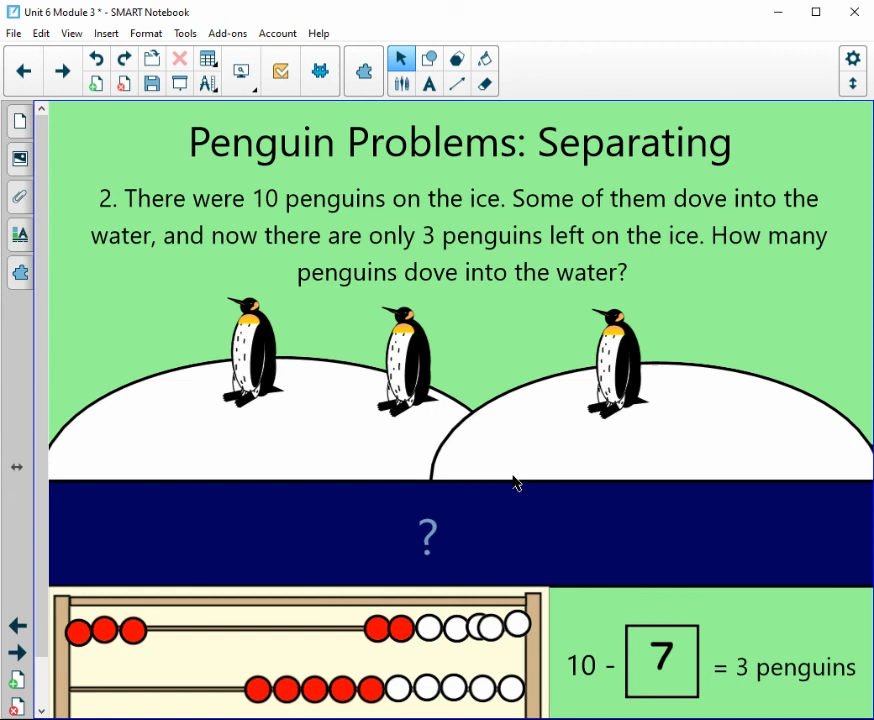 Unit 6 Module 3 * - SMART Notebook
File Edit View Insert Format Tools Add-ons Account Help
Penguin Problems: Separating
2. There were 10 penguins on the ice. Some of them dove into the
water, and now there are only 3 penguins left on the ice. How many
penguins dove into the water?
?
10 - 7 = 3 penguins